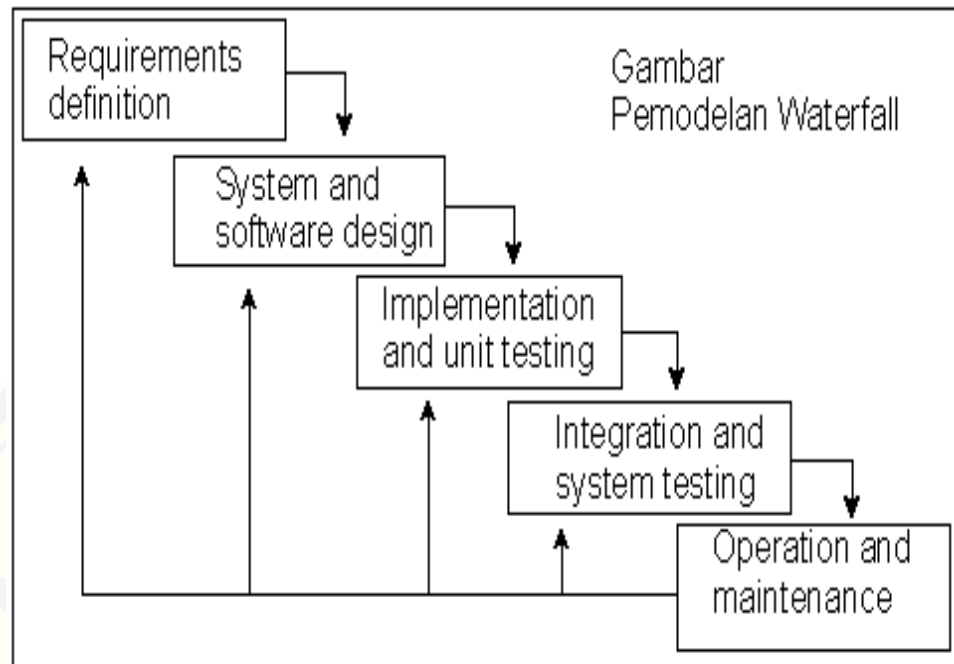 Requirements
definition
Gambar
Pemodelan Waterfall
System and
software design
Implementation
and unit testing
Integration and
system testing
Operation and
maintenance